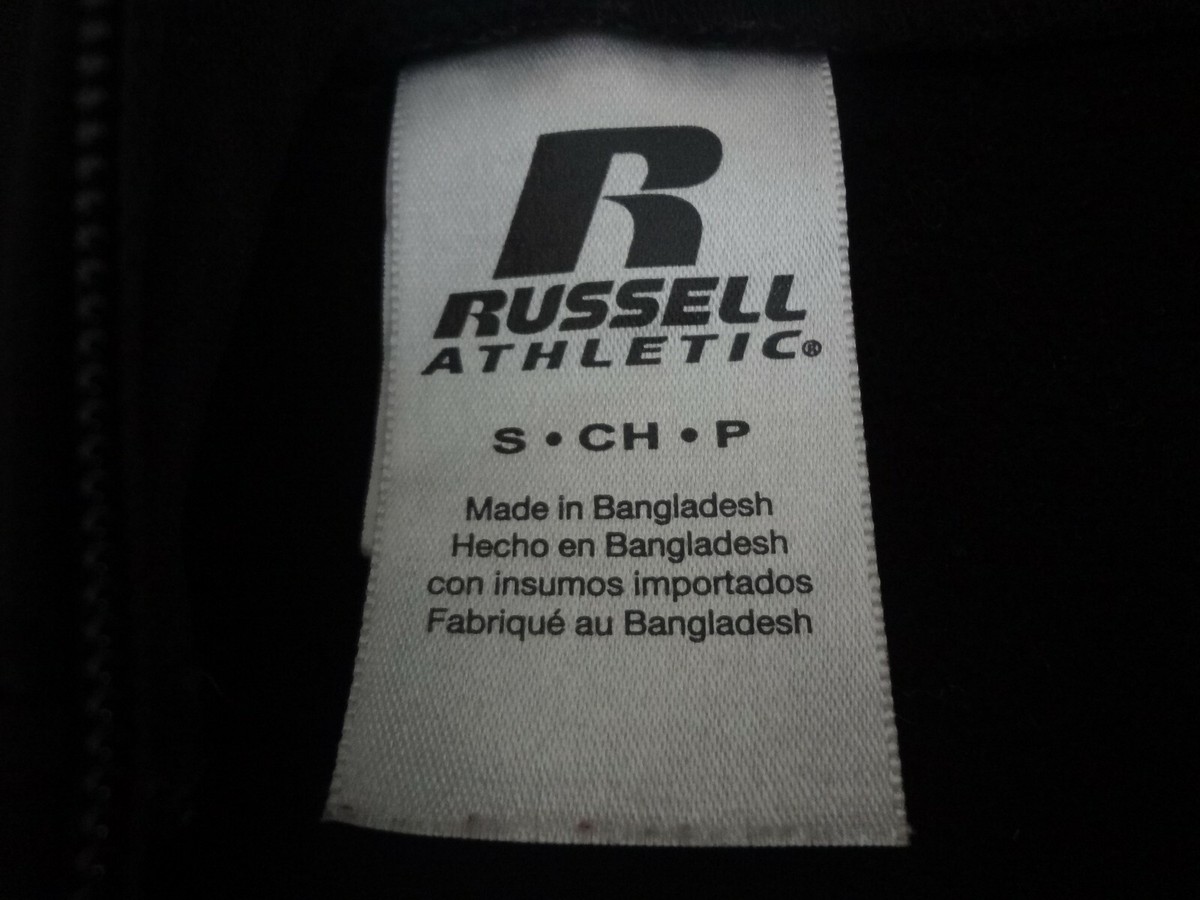 R
RUSSELL
ATHLETIC®
S • CH • P
Made in Bangladesh
Hecho en Bangladesh
con insumos importados
Fabriqué au Bangladesh